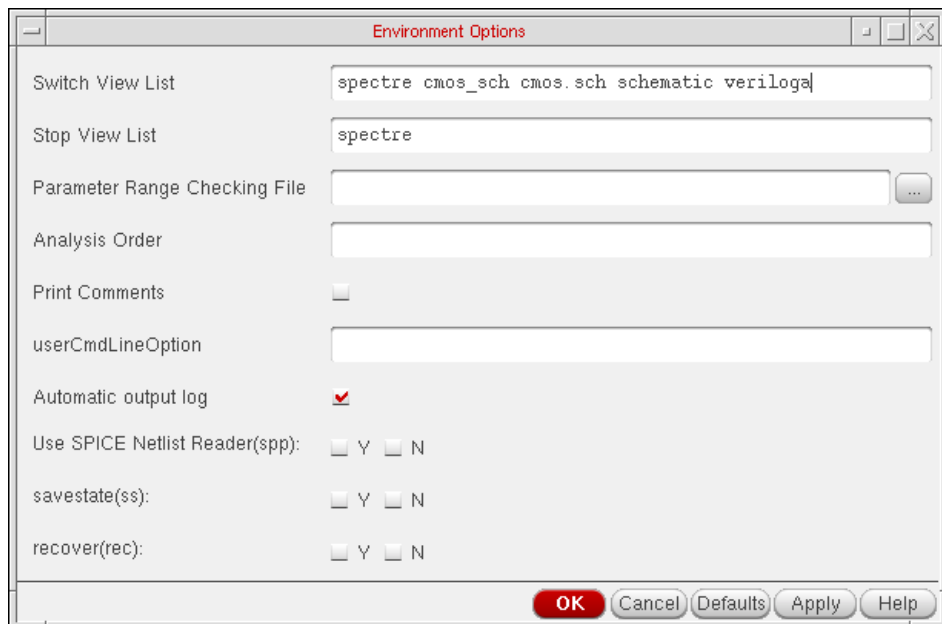 Environment Options
Switch View List spectre cmos_sch cmos.sch schematic veriloga
Stop View List spectre
Parameter Range Checking File ...
Analysis Order
Print Comments
userCmdLineOption
Automatic output log
Use SPICE Netlist Reader(spp): Y N
savestate(ss): Y N
recover(rec): Y N
OK Cancel Defaults Apply Help